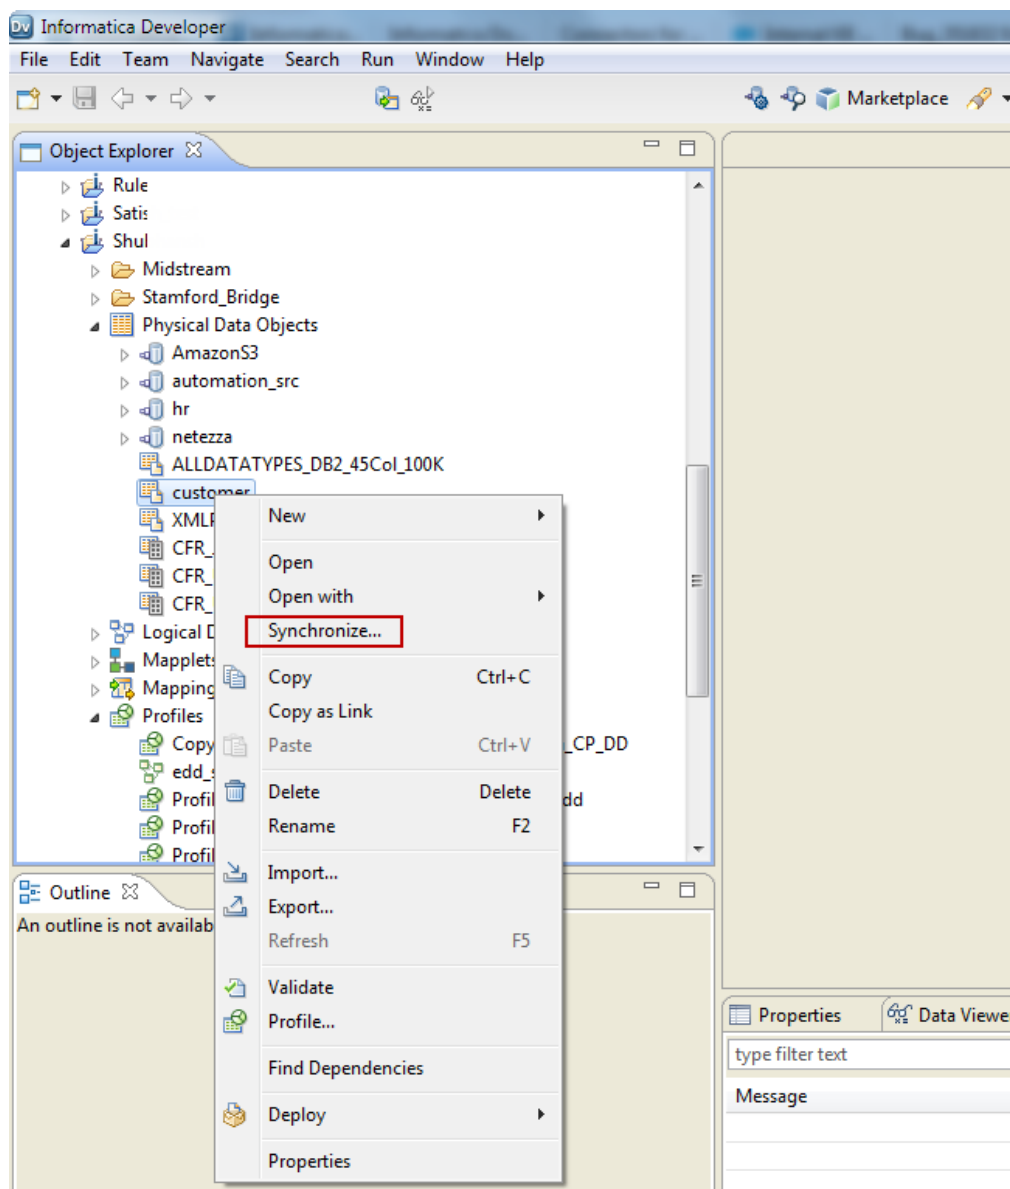 Informatica Developer
File Edit Team Navigate Search Run Window Help
Marketplace
Object Explorer
Rule
Satis
Shul
Midstream
Stamford_Bridge
Physical Data Objects
AmazonS3
automation_src
hr
netezza
ALLDATATYPES_DB2_45Col_100K
customer
XMLF
CFR_
CFR_
CFR_
Logical D
Mapplets
Mapping
Profiles
Copy
_CP_DD
edd_s
Profil
dd
Profil
Profil
New
Open
Open with
Synchronize...
Copy Ctrl+C
Copy as Link
Paste Ctrl+V
Delete Delete
Rename F2
Import...
Export...
Refresh F5
Validate
Profile...
Find Dependencies
Deploy
Properties
Outline
An outline is not availab
Properties Data Viewe
type filter text
Message